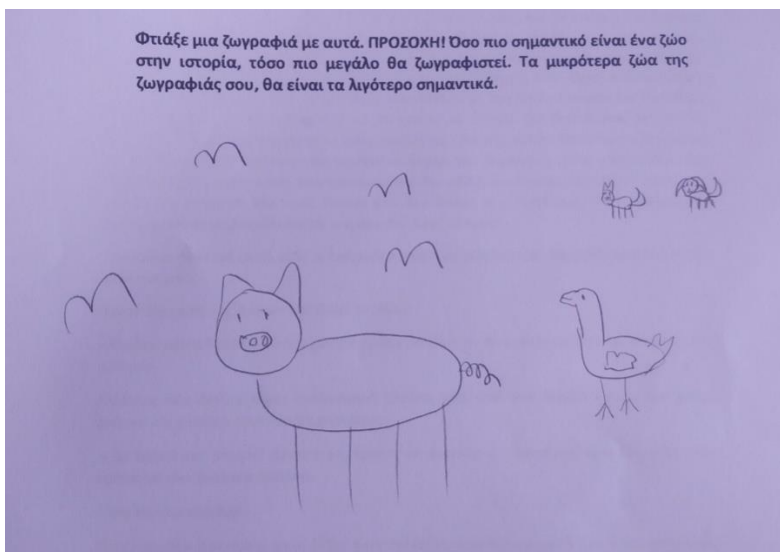 Φτιάξε μια ζωγραφιά με αυτά. ΠΡΟΣΟΧΗ! Όσο πιο σημαντικό είναι ένα ζώο
στην ιστορία, τόσο πιο μεγάλο θα ζωγραφιστεί. Τα μικρότερα ζώα της
ζωγραφιάς σου, θα είναι τα λιγότερο σημαντικά.